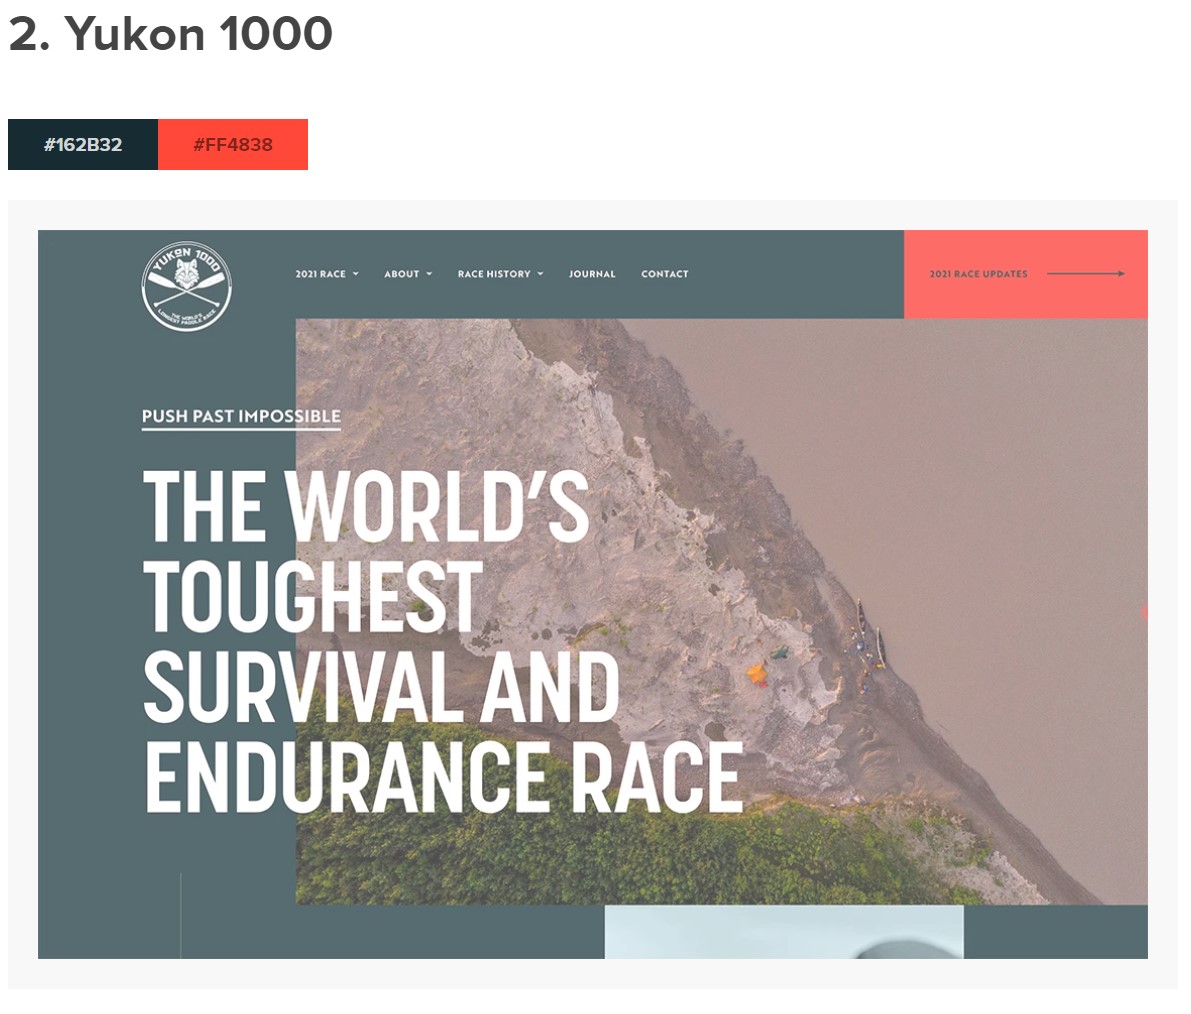 2. Yukon 1000
#162B32
#FF4838
YUKON 1000
THE WORLD'S
LONGEST PADDLE RACE
2021 RACE
ABOUT
RACE HISTORY
JOURNAL
CONTACT
2021 RACE UPDATES
PUSH PAST IMPOSSIBLE
THE WORLD'S
TOUGHEST
SURVIVAL AND
ENDURANCE RACE